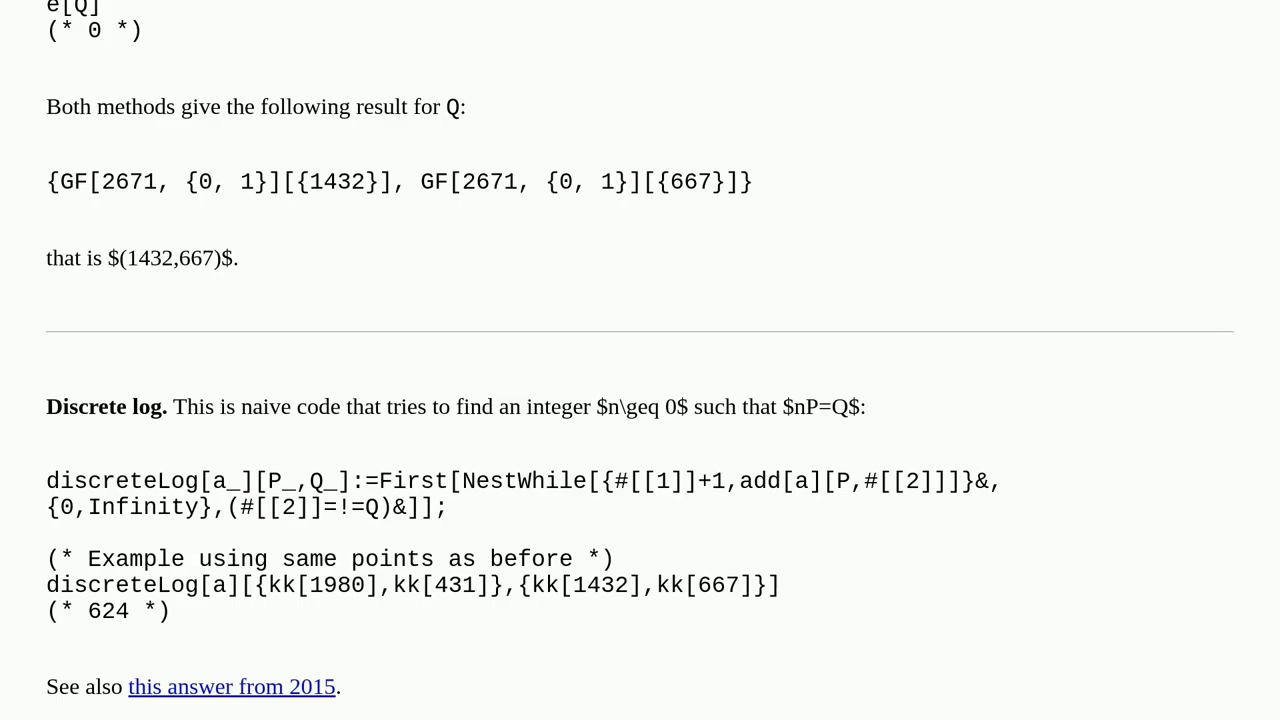 e[Q]
(* 0 *)
Both methods give the following result for Q:
{GF[2671, {0, 1}][{1432}], GF[2671, {0, 1}][{667}]}
that is $(1432,667)$.
Discrete log. This is naive code that tries to find an integer $n\geq 0$ such that $nP=Q$:
discreteLog[a_][P_,Q_]:=First[NestWhile[{#[[1]]+1,add[a][P,#[[2]]]}&,
{0,Infinity},(#[[2]]=!=Q)&]];
(* Example using same points as before *)
discreteLog[a][{kk[1980],kk[431]},{kk[1432],kk[667]}]
(* 624 *)
See also this answer from 2015.